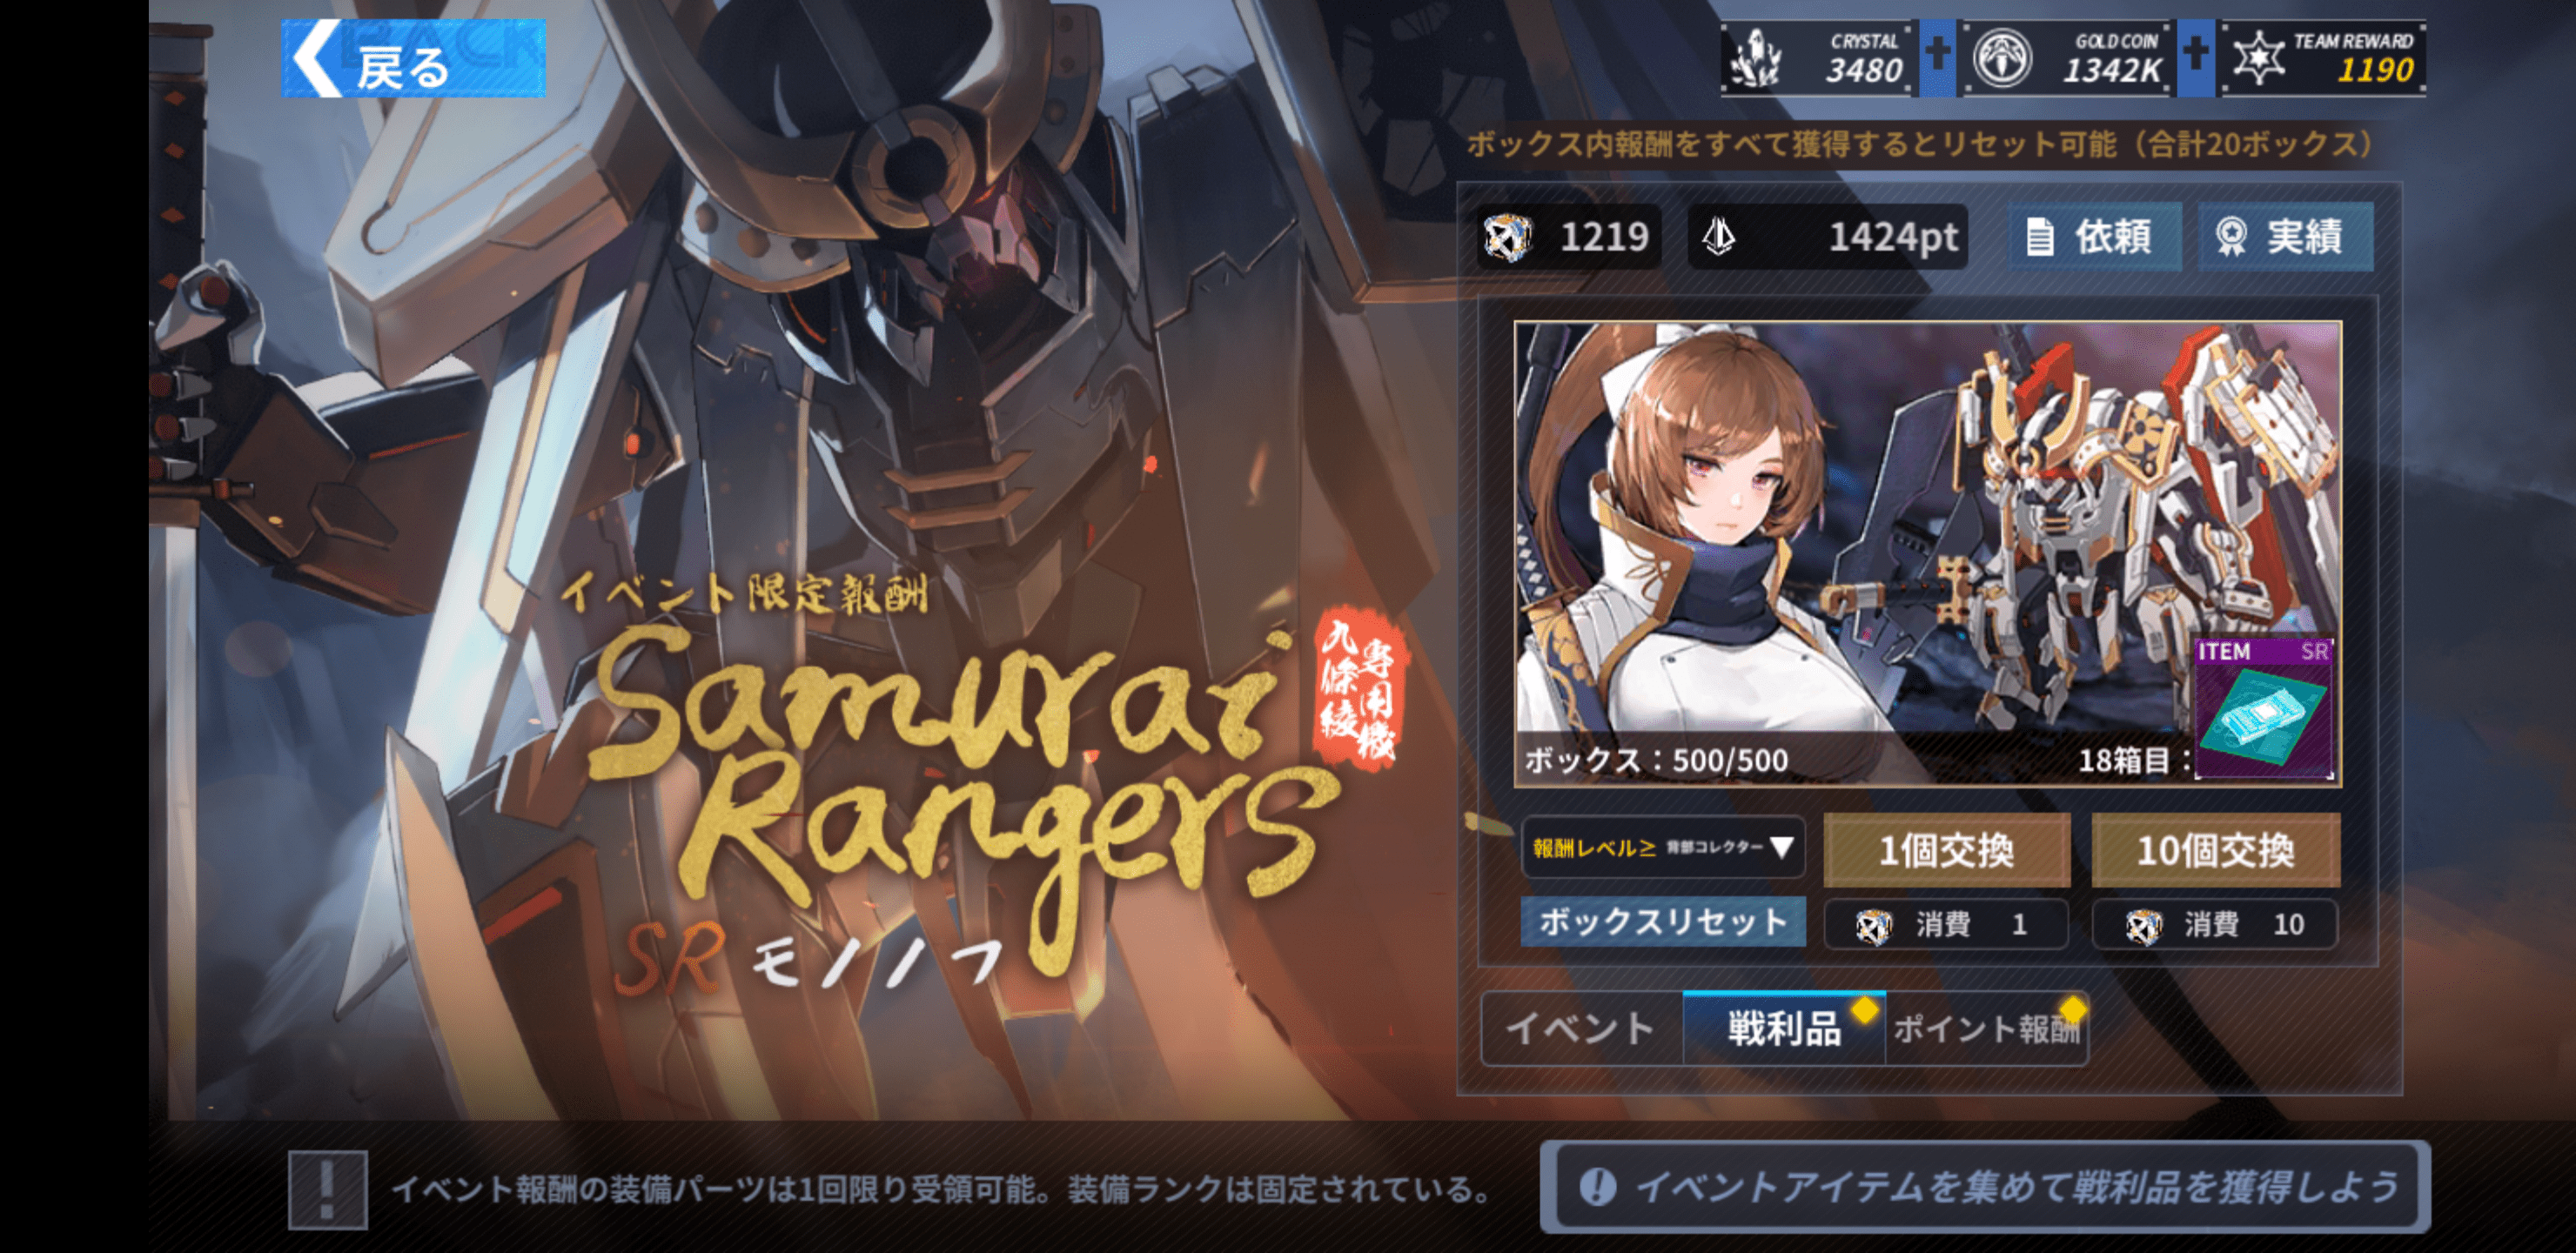 BACK
戻る
CRYSTAL
3480
GOLD COIN
1342K
TEAM REWARD
1190
ボックス内報酬をすべて獲得するとリセット可能（合計20ボックス）
1219
1424pt
依頼
実績
ITEM SR
ボックス：500/500
18箱目：
報酬レベル≥ 背部コレクター ▼
1個交換
10個交換
ボックスリセット
消費 1
消費 10
イベント
戦利品
ポイント報酬
イベント限定報酬
Samurai
Rangers
九條綾
専用機
SR モノノフ
イベント報酬の装備パーツは1回限り受領可能。装備ランクは固定されている。
イベントアイテムを集めて戦利品を獲得しよう